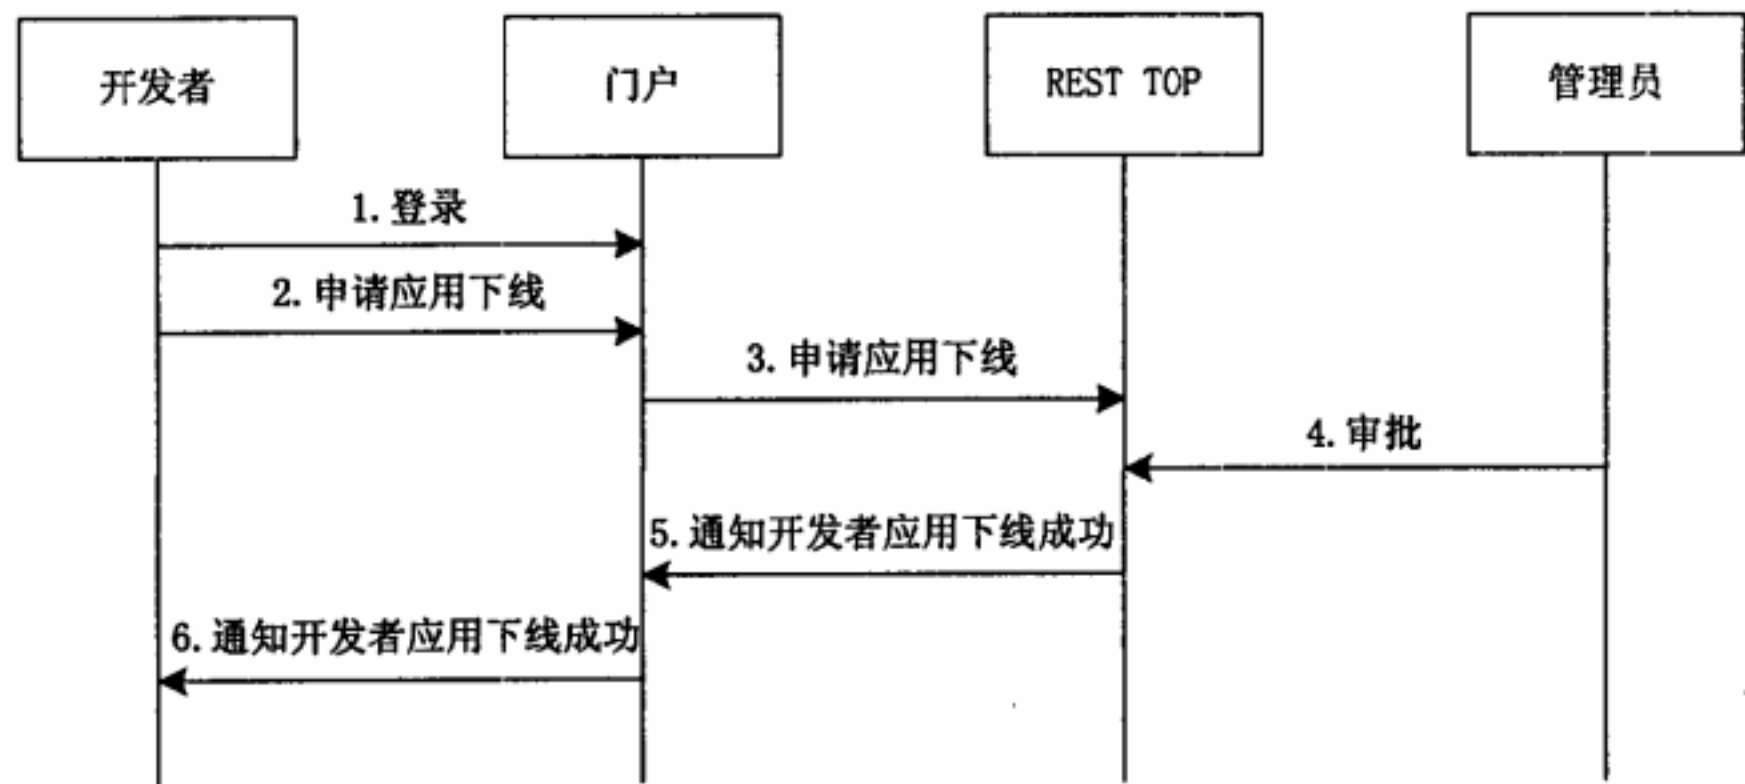 开发者
门户
REST TOP
管理员
1.登录
2.申请应用下线
3.申请应用下线
4.审批
5.通知开发者应用下线成功
6.通知开发者应用下线成功